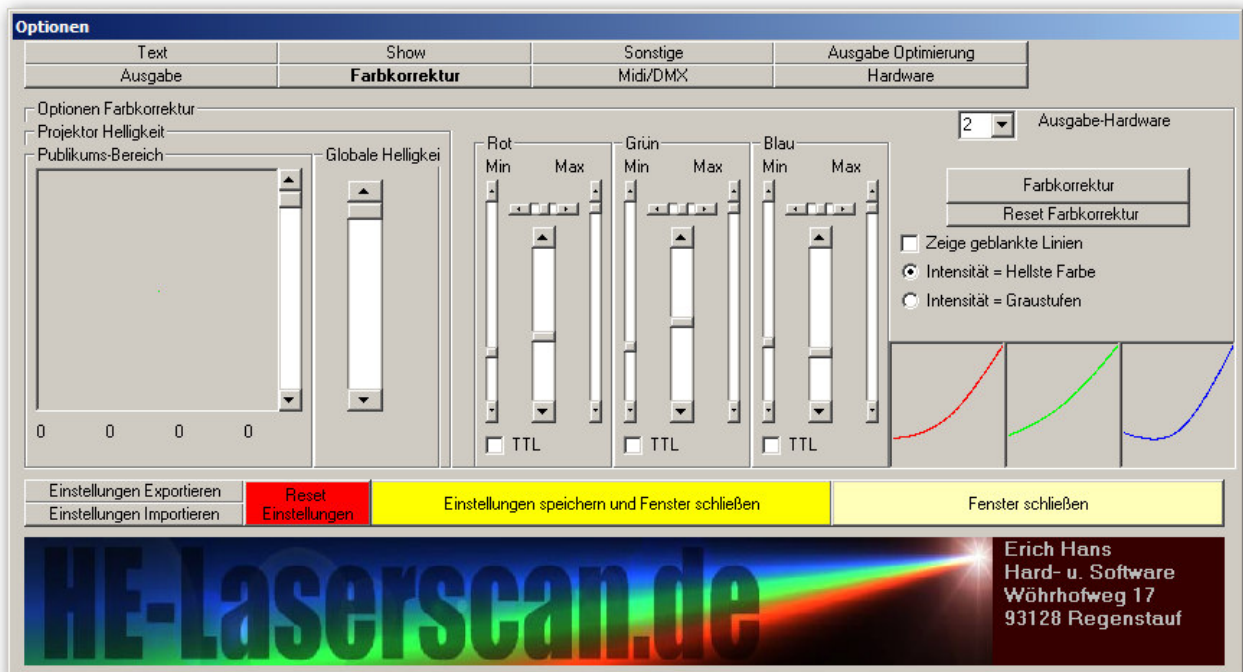 Optionen
Text Show Sonstige Ausgabe Optimierung
Ausgabe Farbkorrektur Midi/DMX Hardware
Optionen Farbkorrektur
2 Ausgabe-Hardware
Projektor Helligkeit
Publikums-Bereich Globale Helligkei
Rot Grün Blau
Min Max Min Max Min Max
Farbkorrektur
Reset Farbkorrektur
Zeige geblankte Linien
Intensität = Hellste Farbe
Intensität = Graustufen
0 0 0 0
TTL TTL TTL
Einstellungen Exportieren
Einstellungen Importieren
Reset
Einstellungen
Einstellungen speichern und Fenster schließen
Fenster schließen
HE-Laserscan.de
Erich Hans
Hard- u. Software
Wöhrhofweg 17
93128 Regenstauf